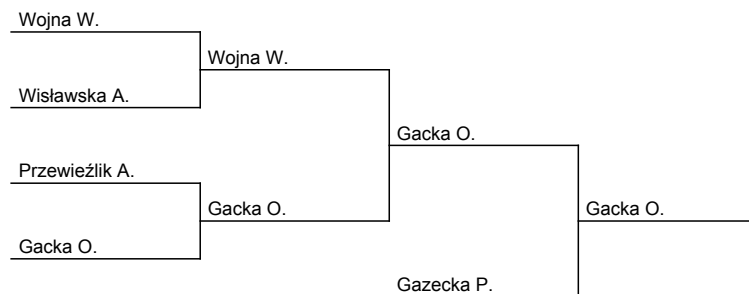 Wojna W.
Wojna W.
Wisławska A.
Gacka O.
Przewieźlik A.
Gacka O.
Gacka O.
Gacka O.
Gazecka P.